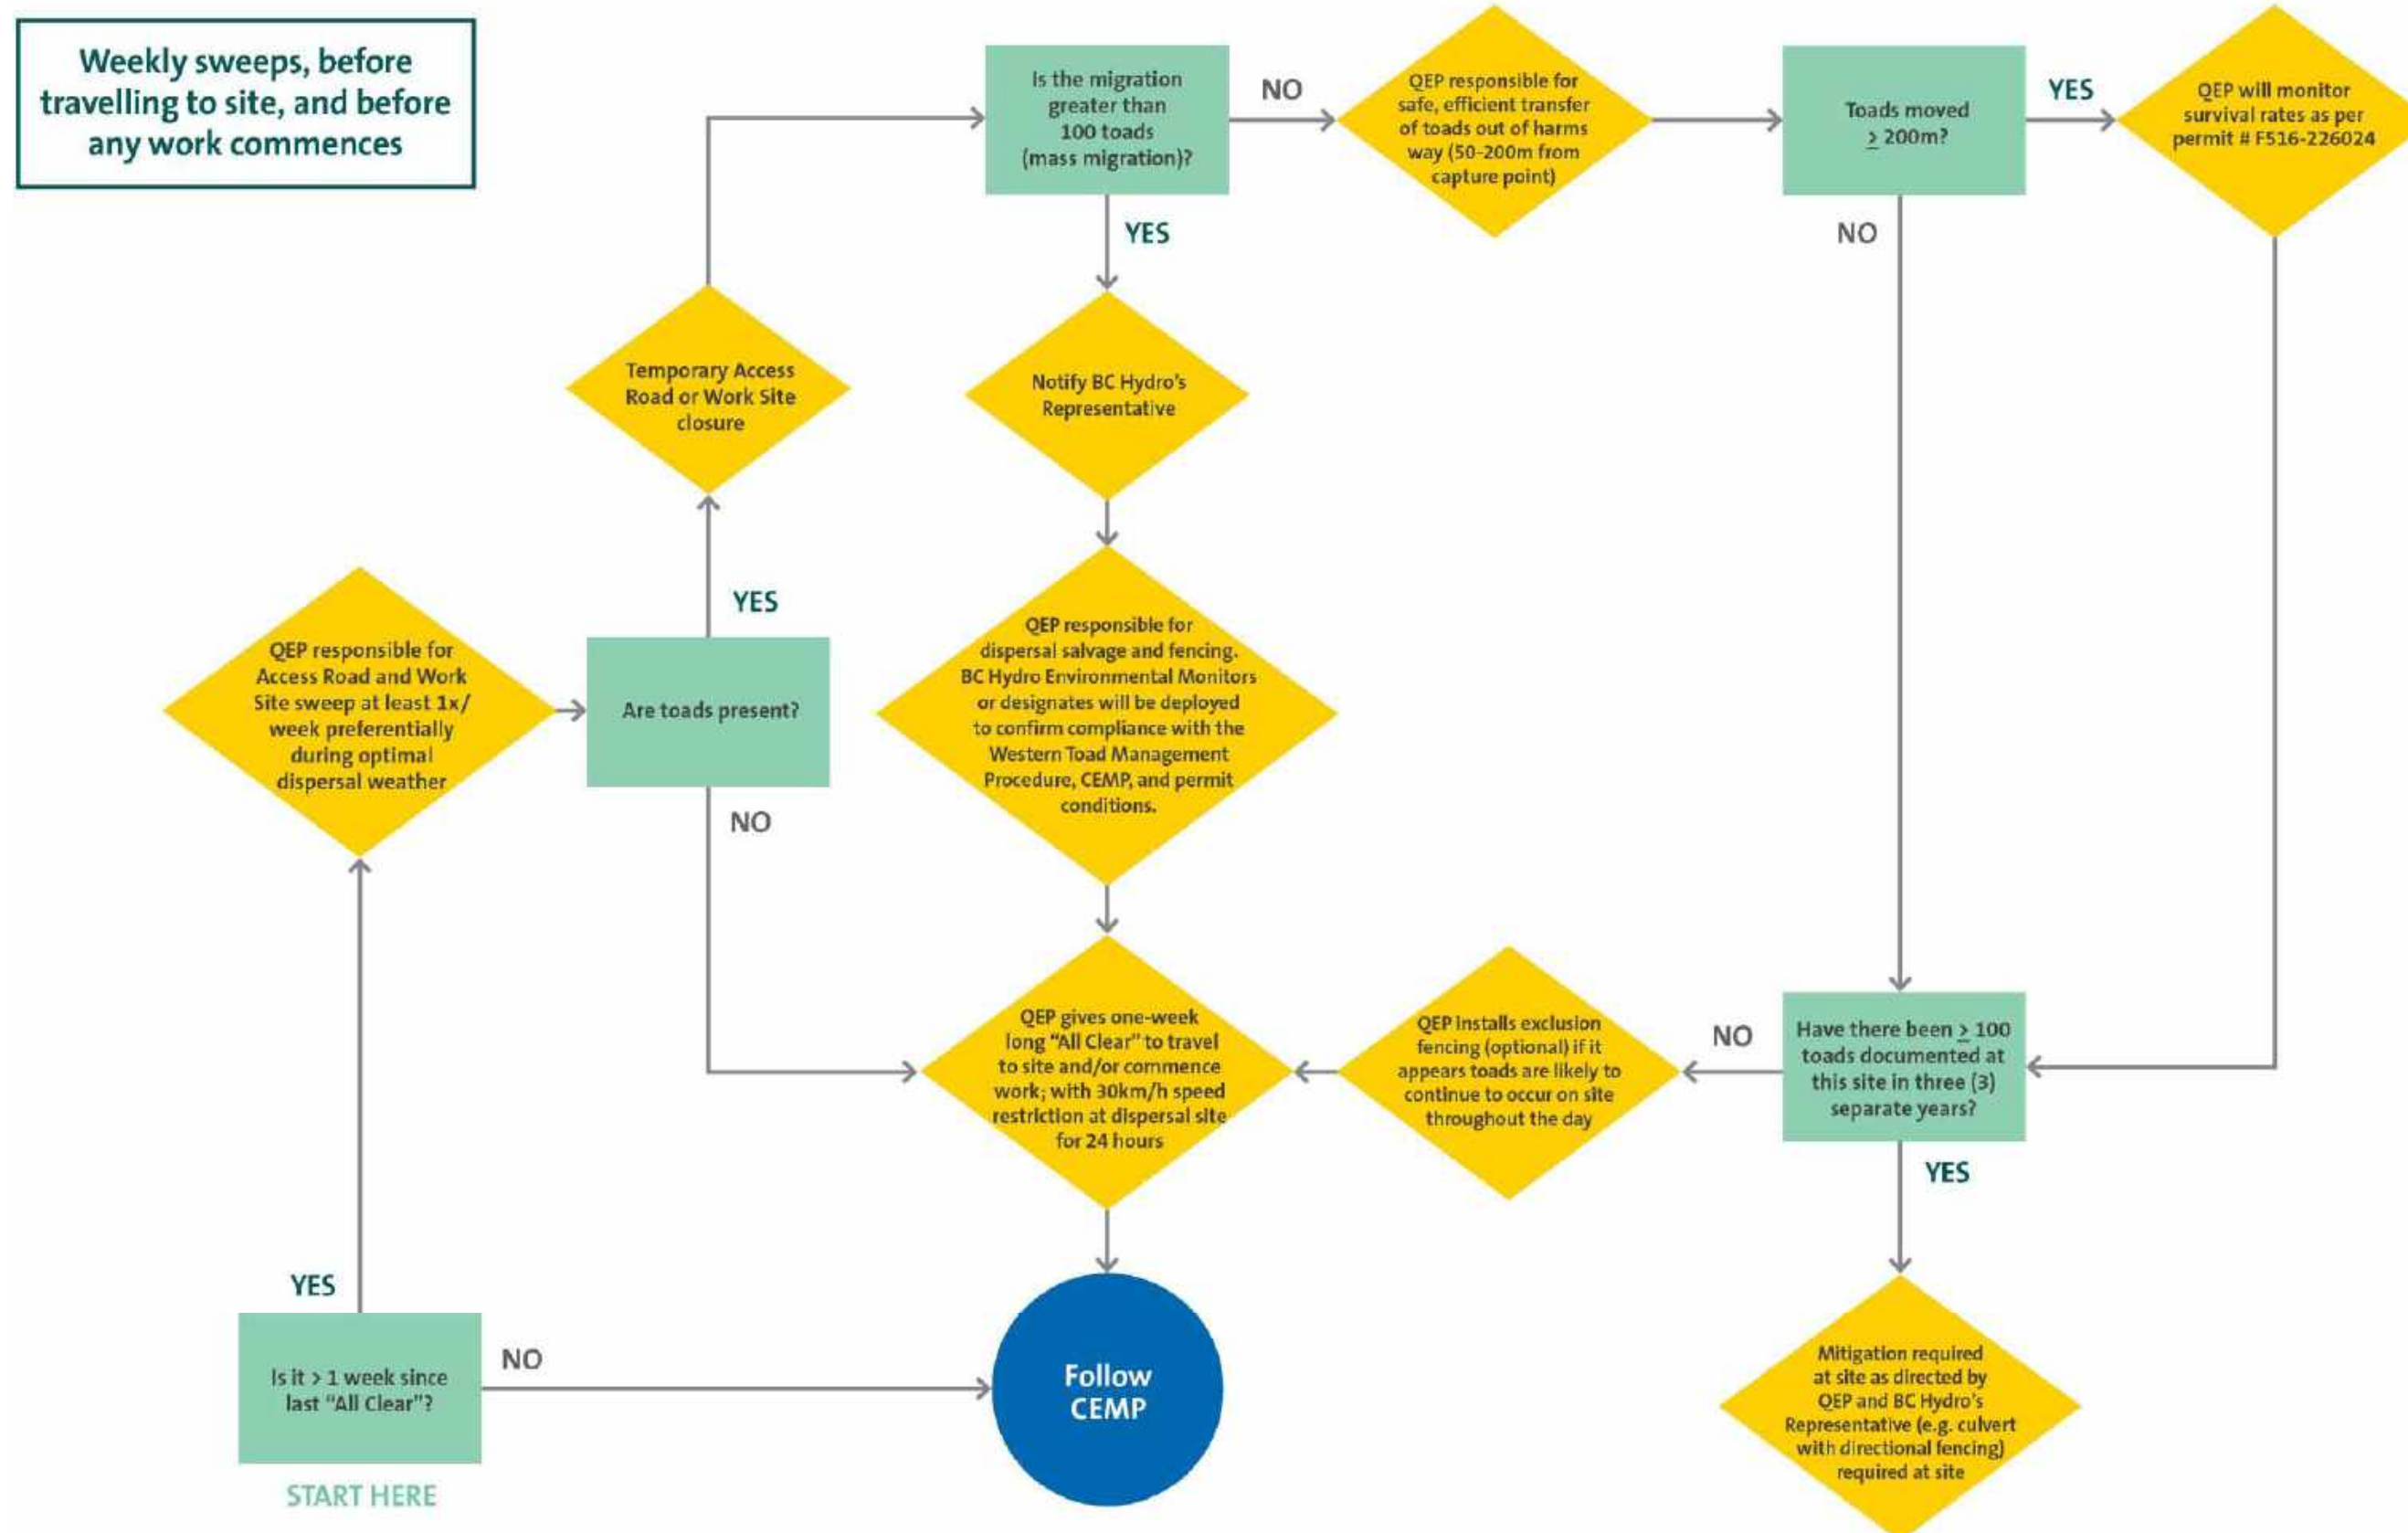 Weekly sweeps, before
travelling to site, and before
any work commences
Is the migration
greater than
100 toads
(mass migration)?
NO
QEP responsible for
safe, efficient transfer
of toads out of harms
way (50-200m from
capture point)
Toads moved
≥ 200m?
YES
QEP will monitor
survival rates as per
permit # F516-226024
YES
NO
Temporary Access
Road or Work Site
closure
Notify BC Hydro's
Representative
YES
QEP responsible for
Access Road and Work
Site sweep at least 1x/
week preferentially
during optimal
dispersal weather
Are toads present?
QEP responsible for
dispersal salvage and fencing.
BC Hydro Environmental Monitors
or designates will be deployed
to confirm compliance with the
Western Toad Management
Procedure, CEMP, and permit
conditions.
NO
QEP gives one-week
long “All Clear” to travel
to site and/or commence
work; with 30km/h speed
restriction at dispersal site
for 24 hours
QEP installs exclusion
fencing (optional) if it
appears toads are likely to
continue to occur on site
throughout the day
NO
Have there been ≥ 100
toads documented at
this site in three (3)
separate years?
YES
YES
Is it > 1 week since
last “All Clear”?
NO
START HERE
Follow
CEMP
Mitigation required
at site as directed by
QEP and BC Hydro's
Representative (e.g. culvert
with directional fencing)
required at site